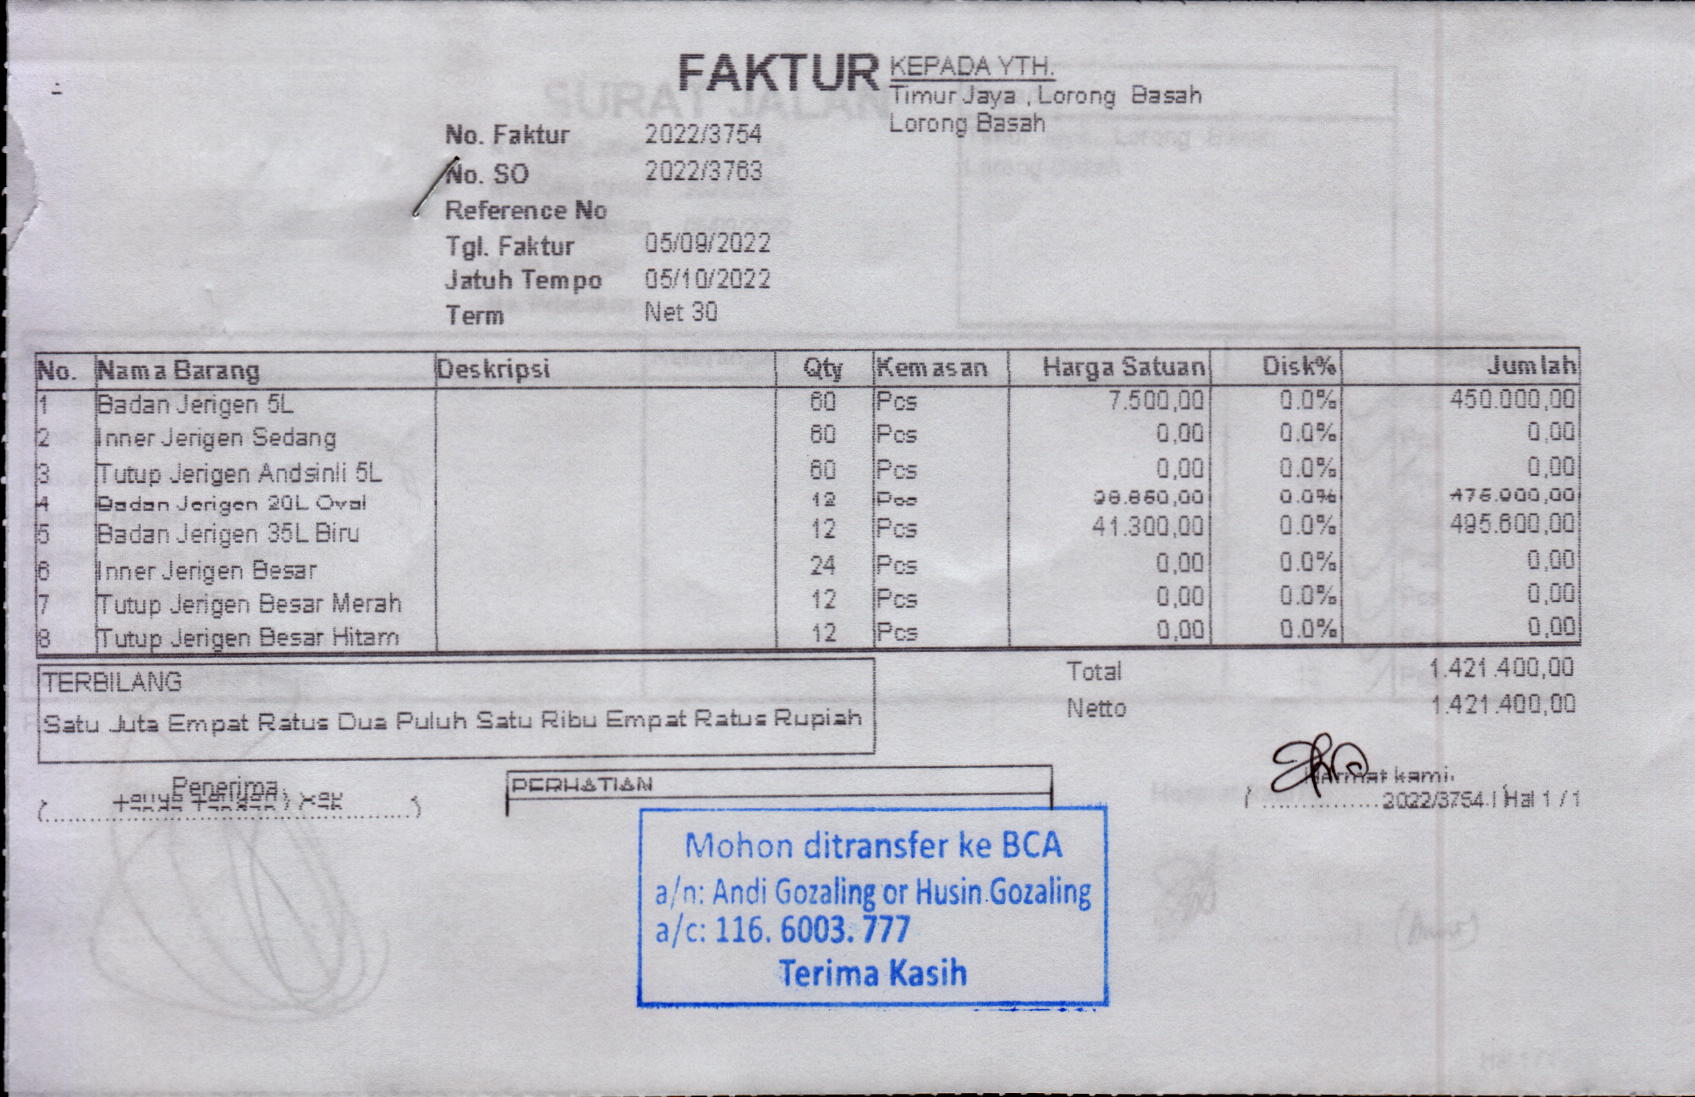 FAKTUR
KEPADA YTH.
Timur Jaya , Lorong Basah
Lorong Basah
No. Faktur 2022/3754
No. SO 2022/3763
Reference No
Tgl. Faktur 05/09/2022
Jatuh Tempo 05/10/2022
Term Net 30
No. Nama Barang Deskripsi Qty Kemasan Harga Satuan Disk% Jumlah
1 Badan Jerigen 5L 60 Pcs 7.500,00 0.0% 450.000,00
2 Inner Jerigen Sedang 60 Pcs 0,00 0.0% 0,00
3 Tutup Jerigen Andsinli 5L 60 Pcs 0,00 0.0% 0,00
4 Badan Jerigen 20L Oval 12 Pcs 39.650,00 0.0% 475.800,00
5 Badan Jerigen 35L Biru 12 Pcs 41.300,00 0.0% 495.600,00
6 Inner Jerigen Besar 24 Pcs 0,00 0.0% 0,00
7 Tutup Jerigen Besar Merah 12 Pcs 0,00 0.0% 0,00
8 Tutup Jerigen Besar Hitam 12 Pcs 0,00 0.0% 0,00
Total 1.421.400,00
Netto 1.421.400,00
TERBILANG
Satu Juta Empat Ratus Dua Puluh Satu Ribu Empat Ratus Rupiah
Penerima,
PERHATIAN
Hormat kami,
2022/3754 | Hal 1 / 1
Mohon ditransfer ke BCA
a/n: Andi Gozaling or Husin Gozaling
a/c: 116. 6003. 777
Terima Kasih